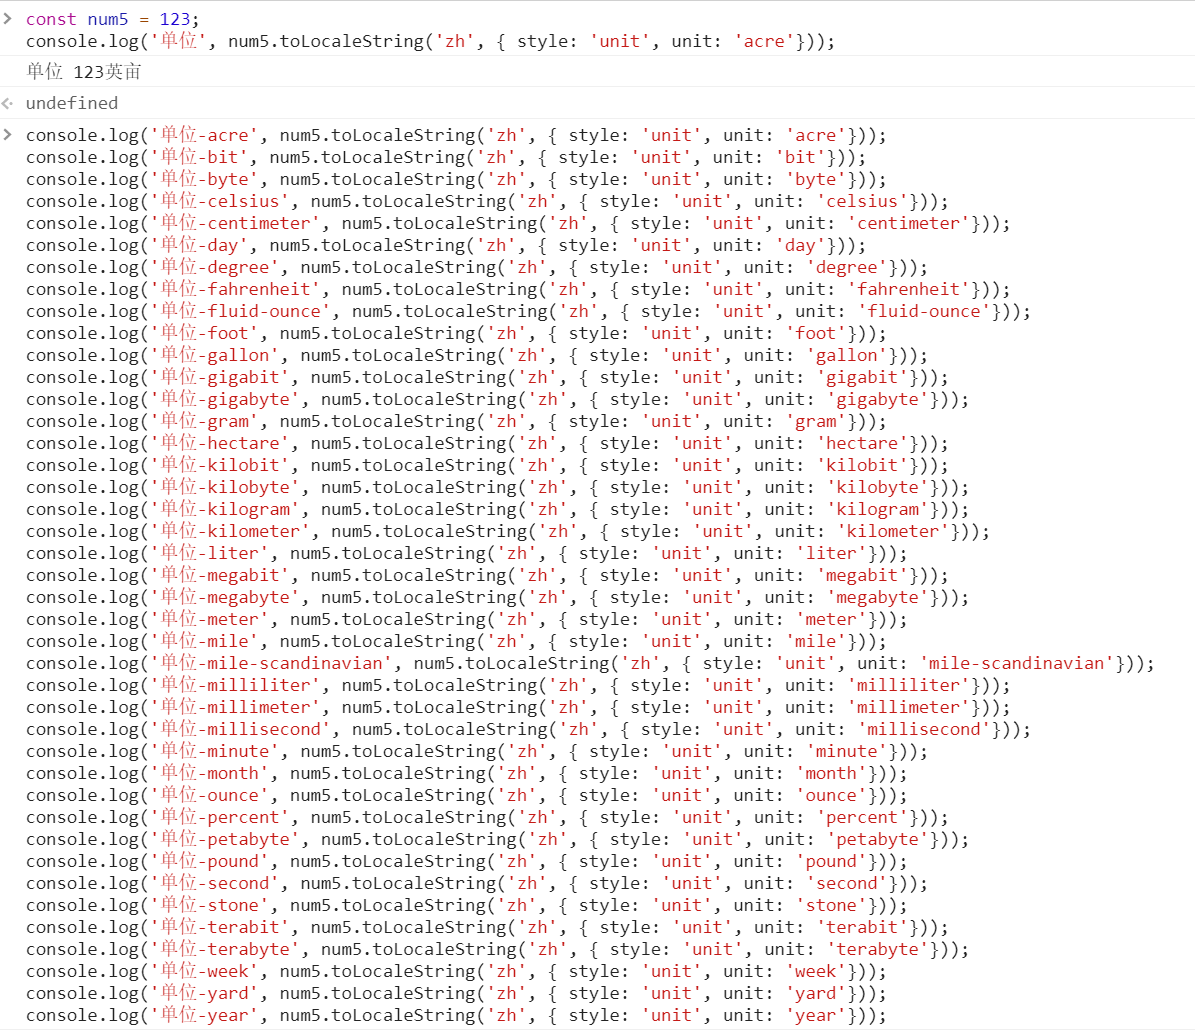 const num5 = 123;
console.log('单位', num5.toLocaleString('zh', { style: 'unit', unit: 'acre'}));
单位 123英亩
undefined
console.log('单位-acre', num5.toLocaleString('zh', { style: 'unit', unit: 'acre'}));
console.log('单位-bit', num5.toLocaleString('zh', { style: 'unit', unit: 'bit'}));
console.log('单位-byte', num5.toLocaleString('zh', { style: 'unit', unit: 'byte'}));
console.log('单位-celsius', num5.toLocaleString('zh', { style: 'unit', unit: 'celsius'}));
console.log('单位-centimeter', num5.toLocaleString('zh', { style: 'unit', unit: 'centimeter'}));
console.log('单位-day', num5.toLocaleString('zh', { style: 'unit', unit: 'day'}));
console.log('单位-degree', num5.toLocaleString('zh', { style: 'unit', unit: 'degree'}));
console.log('单位-fahrenheit', num5.toLocaleString('zh', { style: 'unit', unit: 'fahrenheit'}));
console.log('单位-fluid-ounce', num5.toLocaleString('zh', { style: 'unit', unit: 'fluid-ounce'}));
console.log('单位-foot', num5.toLocaleString('zh', { style: 'unit', unit: 'foot'}));
console.log('单位-gallon', num5.toLocaleString('zh', { style: 'unit', unit: 'gallon'}));
console.log('单位-gigabit', num5.toLocaleString('zh', { style: 'unit', unit: 'gigabit'}));
console.log('单位-gigabyte', num5.toLocaleString('zh', { style: 'unit', unit: 'gigabyte'}));
console.log('单位-gram', num5.toLocaleString('zh', { style: 'unit', unit: 'gram'}));
console.log('单位-hectare', num5.toLocaleString('zh', { style: 'unit', unit: 'hectare'}));
console.log('单位-kilobit', num5.toLocaleString('zh', { style: 'unit', unit: 'kilobit'}));
console.log('单位-kilobyte', num5.toLocaleString('zh', { style: 'unit', unit: 'kilobyte'}));
console.log('单位-kilogram', num5.toLocaleString('zh', { style: 'unit', unit: 'kilogram'}));
console.log('单位-kilometer', num5.toLocaleString('zh', { style: 'unit', unit: 'kilometer'}));
console.log('单位-liter', num5.toLocaleString('zh', { style: 'unit', unit: 'liter'}));
console.log('单位-megabit', num5.toLocaleString('zh', { style: 'unit', unit: 'megabit'}));
console.log('单位-megabyte', num5.toLocaleString('zh', { style: 'unit', unit: 'megabyte'}));
console.log('单位-meter', num5.toLocaleString('zh', { style: 'unit', unit: 'meter'}));
console.log('单位-mile', num5.toLocaleString('zh', { style: 'unit', unit: 'mile'}));
console.log('单位-mile-scandinavian', num5.toLocaleString('zh', { style: 'unit', unit: 'mile-scandinavian'}));
console.log('单位-milliliter', num5.toLocaleString('zh', { style: 'unit', unit: 'milliliter'}));
console.log('单位-millimeter', num5.toLocaleString('zh', { style: 'unit', unit: 'millimeter'}));
console.log('单位-millisecond', num5.toLocaleString('zh', { style: 'unit', unit: 'millisecond'}));
console.log('单位-minute', num5.toLocaleString('zh', { style: 'unit', unit: 'minute'}));
console.log('单位-month', num5.toLocaleString('zh', { style: 'unit', unit: 'month'}));
console.log('单位-ounce', num5.toLocaleString('zh', { style: 'unit', unit: 'ounce'}));
console.log('单位-percent', num5.toLocaleString('zh', { style: 'unit', unit: 'percent'}));
console.log('单位-petabyte', num5.toLocaleString('zh', { style: 'unit', unit: 'petabyte'}));
console.log('单位-pound', num5.toLocaleString('zh', { style: 'unit', unit: 'pound'}));
console.log('单位-second', num5.toLocaleString('zh', { style: 'unit', unit: 'second'}));
console.log('单位-stone', num5.toLocaleString('zh', { style: 'unit', unit: 'stone'}));
console.log('单位-terabit', num5.toLocaleString('zh', { style: 'unit', unit: 'terabit'}));
console.log('单位-terabyte', num5.toLocaleString('zh', { style: 'unit', unit: 'terabyte'}));
console.log('单位-week', num5.toLocaleString('zh', { style: 'unit', unit: 'week'}));
console.log('单位-yard', num5.toLocaleString('zh', { style: 'unit', unit: 'yard'}));
console.log('单位-year', num5.toLocaleString('zh', { style: 'unit', unit: 'year'}));